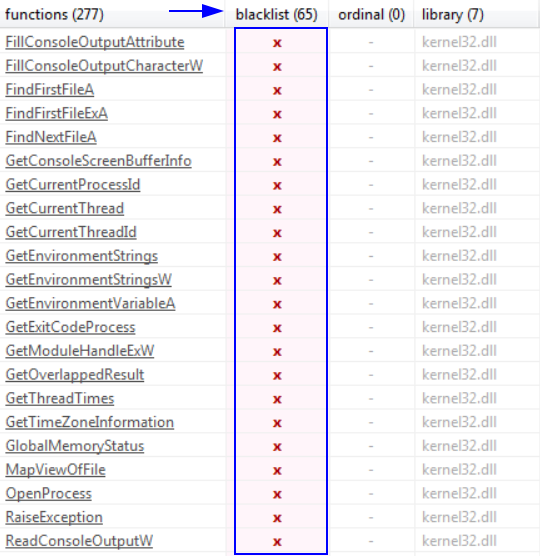 functions (277) blacklist (65) ordinal (0) library (7)
FillConsoleOutputAttribute x - kernel32.dll
FillConsoleOutputCharacterW x - kernel32.dll
FindFirstFileA x - kernel32.dll
FindFirstFileExA x - kernel32.dll
FindNextFileA x - kernel32.dll
GetConsoleScreenBufferInfo x - kernel32.dll
GetCurrentProcessId x - kernel32.dll
GetCurrentThread x - kernel32.dll
GetCurrentThreadId x - kernel32.dll
GetEnvironmentStrings x - kernel32.dll
GetEnvironmentStringsW x - kernel32.dll
GetEnvironmentVariableA x - kernel32.dll
GetExitCodeProcess x - kernel32.dll
GetModuleHandleExW x - kernel32.dll
GetOverlappedResult x - kernel32.dll
GetThreadTimes x - kernel32.dll
GetTimeZoneInformation x - kernel32.dll
GlobalMemoryStatus x - kernel32.dll
MapViewOfFile x - kernel32.dll
OpenProcess x - kernel32.dll
RaiseException x - kernel32.dll
ReadConsoleOutputW x - kernel32.dll